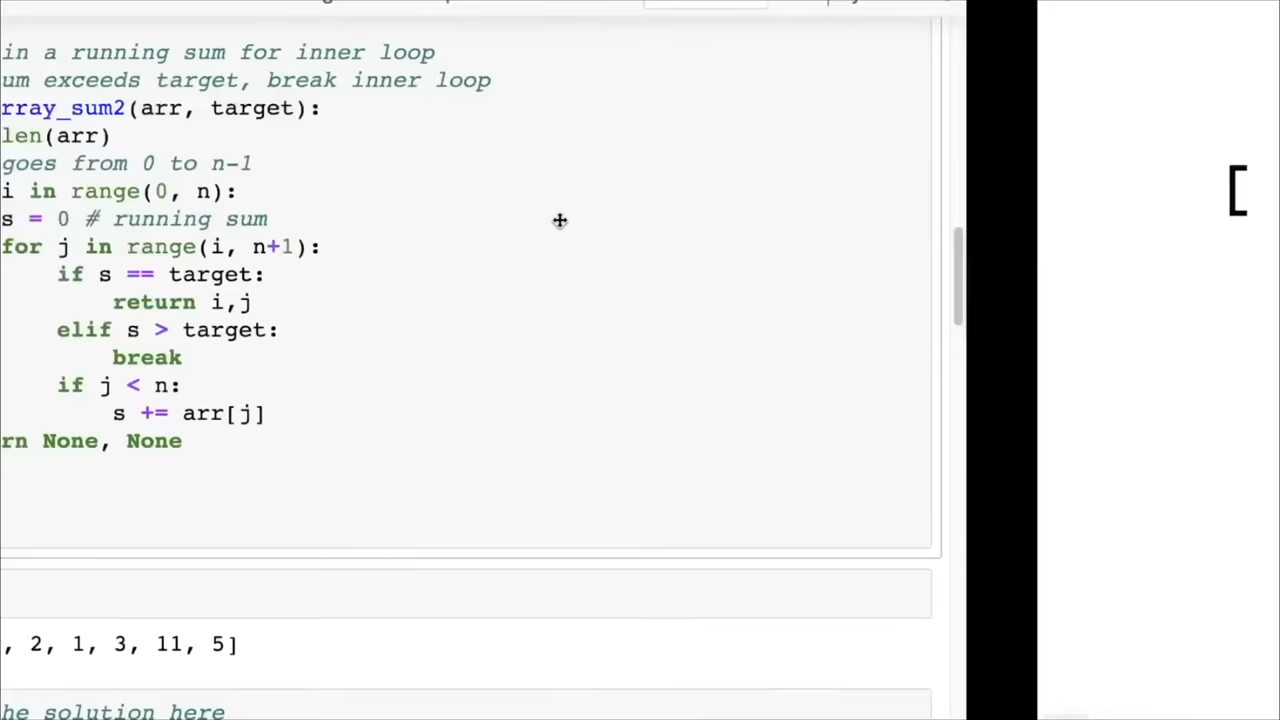 in a running sum for inner loop
um exceeds target, break inner loop
rray_sum2(arr, target):
len(arr)
goes from 0 to n-1
i in range(0, n):
s = 0 # running sum
for j in range(i, n+1):
if s == target:
return i,j
elif s > target:
break
if j < n:
s += arr[j]
rn None, None
, 2, 1, 3, 11, 5]
he solution here
[